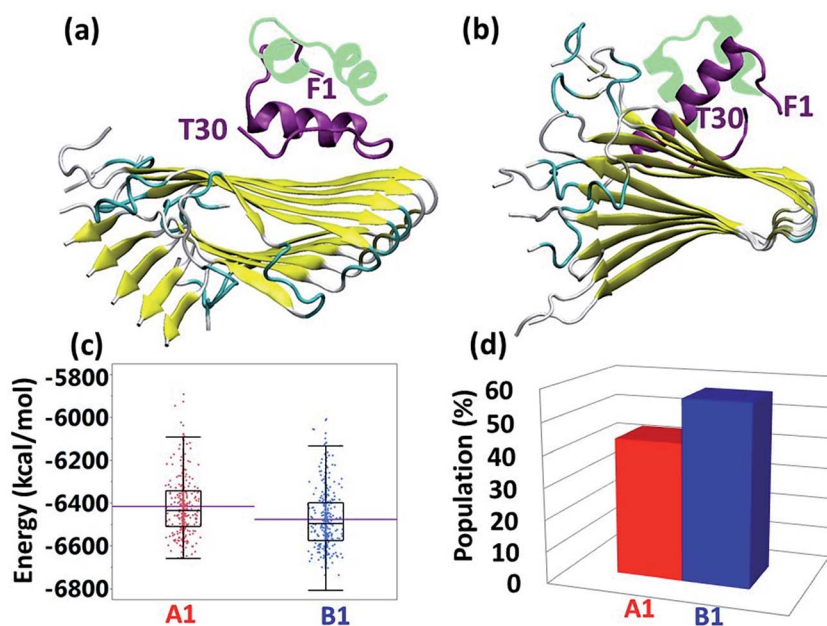 (a)
F1
T30
(b)
T30
F1
(c)
-5800
-6000
-6200
-6400
-6600
-6800
Energy (kcal/mol)
A1
B1
(d)
60
50
40
30
20
10
0
Population (%)
A1
B1